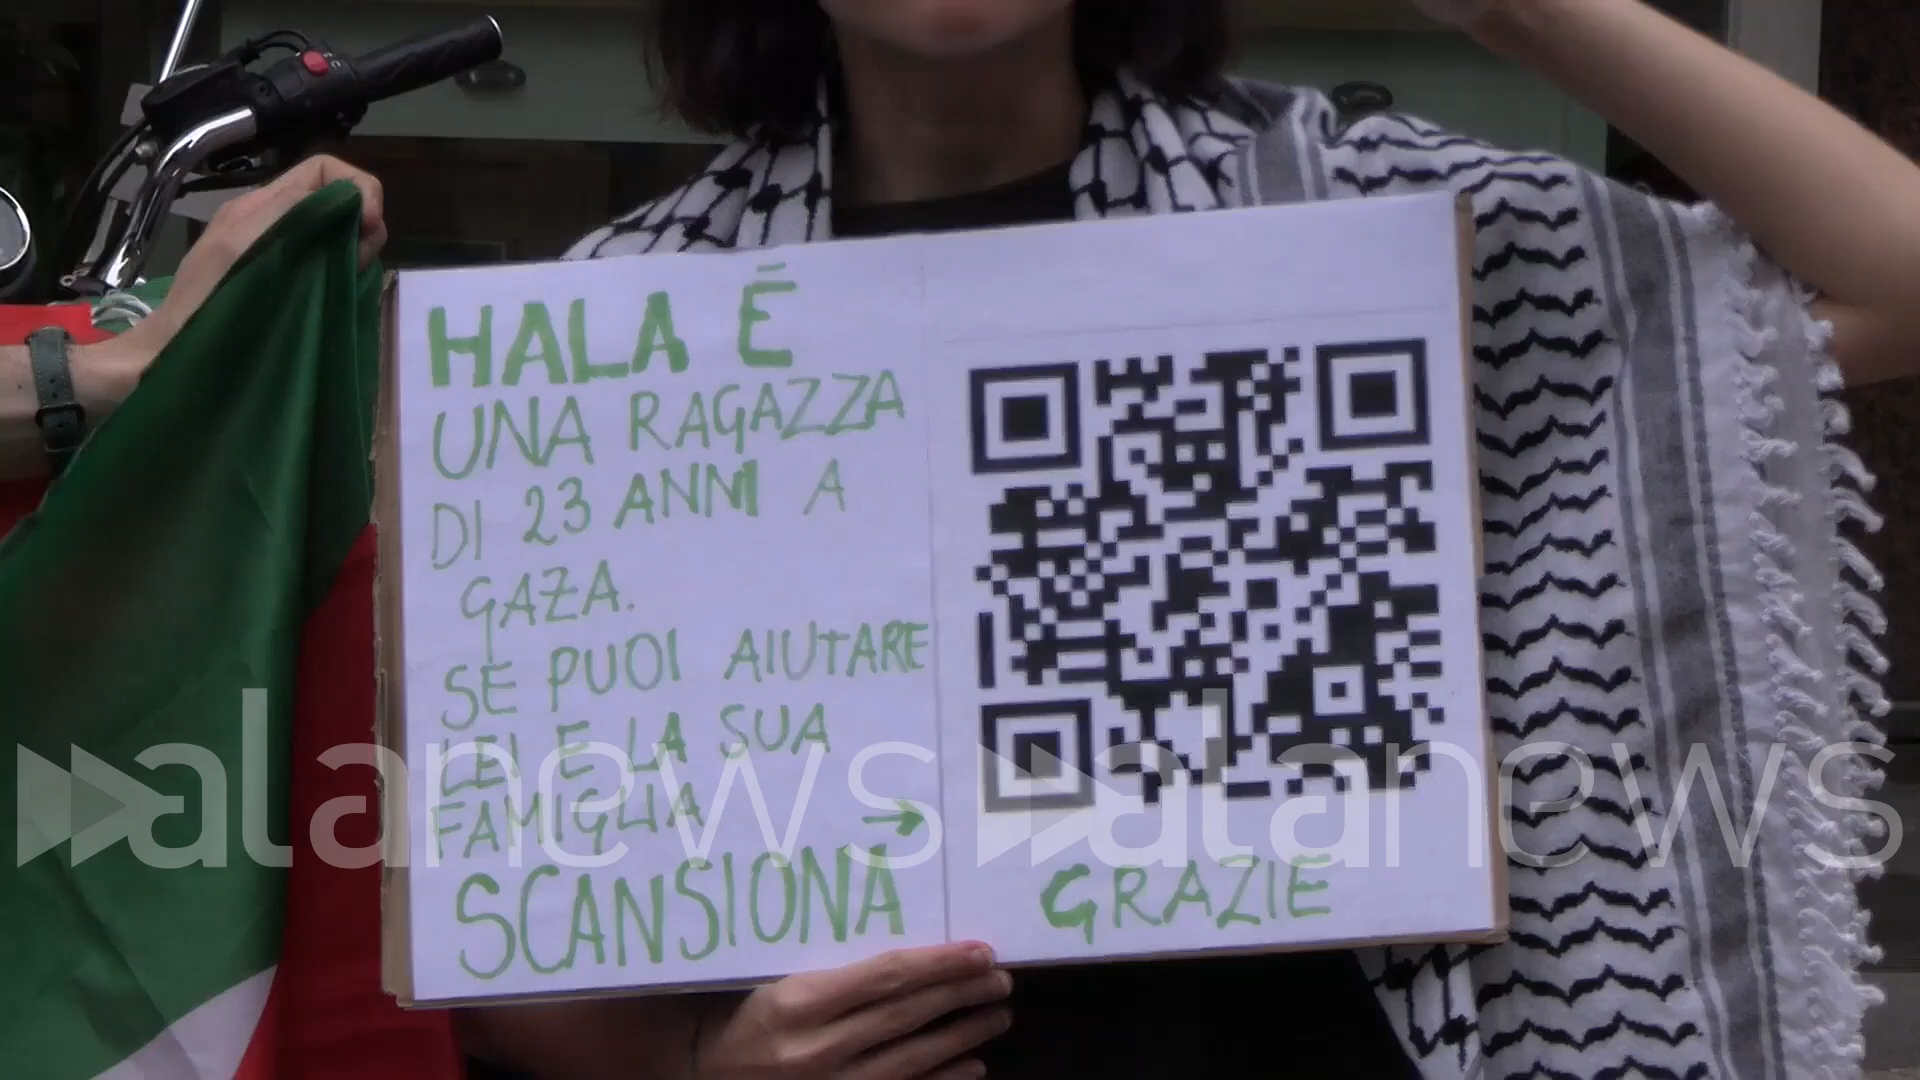 HALA È
UNA RAGAZZA
DI 23 ANNI A
GAZA.
SE PUOI AIUTARE
LEI E LA SUA
FAMIGLIA →
SCANSIONA
GRAZIE
alanews alanews